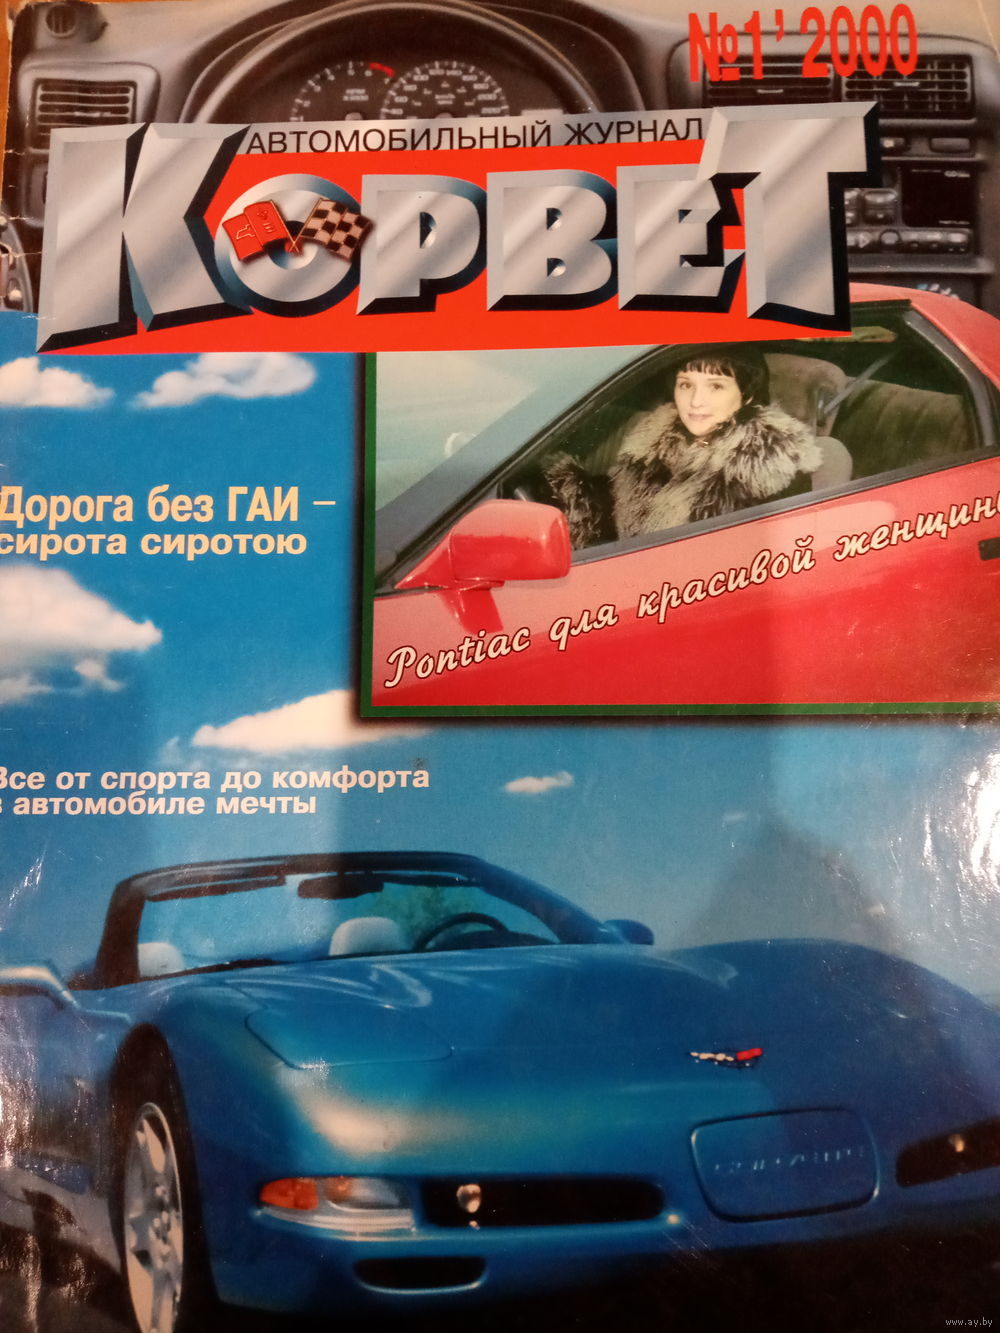 №1'2000
АВТОМОБИЛЬНЫЙ ЖУРНАЛ
КОРВЕТ
Дорога без ГАИ –
сирота сиротою
Pontiac для красивой женщины
Все от спорта до комфорта
в автомобиле мечты
CORVETTE
www.ay.by